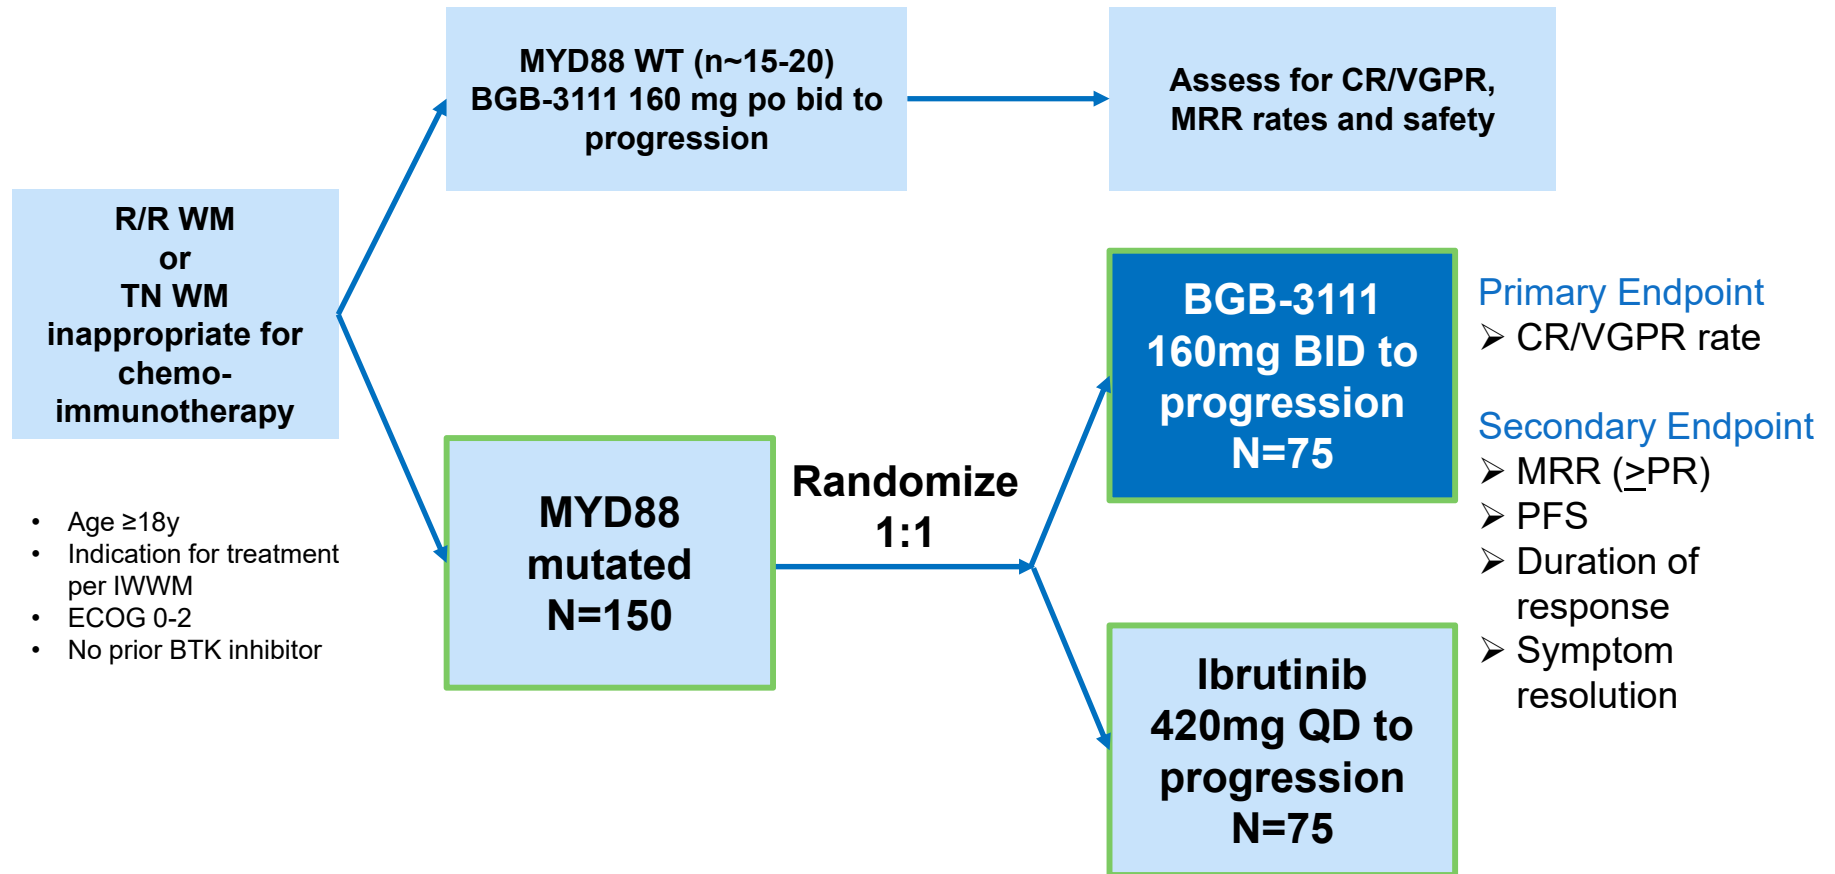 R/R WM
or
TN WM
inappropriate for
chemo-
immunotherapy
• Age ≥18y
• Indication for treatment
per IWWM
• ECOG 0-2
• No prior BTK inhibitor
MYD88 WT (n~15-20)
BGB-3111 160 mg po bid to
progression
Assess for CR/VGPR,
MRR rates and safety
MYD88
mutated
N=150
Randomize
1:1
BGB-3111
160mg BID to
progression
N=75
Ibrutinib
420mg QD to
progression
N=75
Primary Endpoint
➢ CR/VGPR rate
Secondary Endpoint
➢ MRR (≥PR)
➢ PFS
➢ Duration of
response
➢ Symptom
resolution